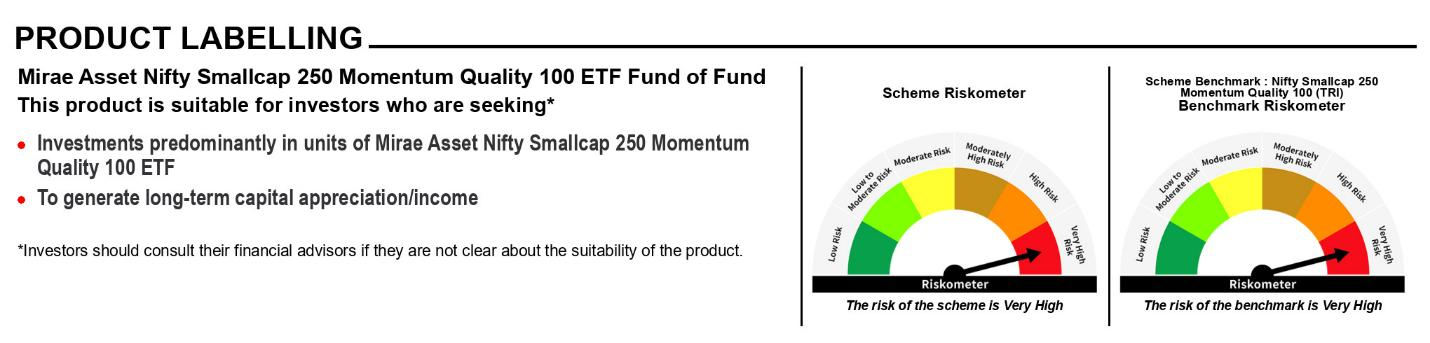 PRODUCT LABELLING
Mirae Asset Nifty Smallcap 250 Momentum Quality 100 ETF Fund of Fund
This product is suitable for investors who are seeking*
Investments predominantly in units of Mirae Asset Nifty Smallcap 250 Momentum
Quality 100 ETF
To generate long-term capital appreciation/income
*Investors should consult their financial advisors if they are not clear about the suitability of the product.
Scheme Riskometer
Low Risk
Low to
Moderate Risk
Moderate Risk
Moderately
High Risk
High Risk
Very High
Risk
Riskometer
The risk of the scheme is Very High
Scheme Benchmark : Nifty Smallcap 250
Momentum Quality 100 (TRI)
Benchmark Riskometer
Low Risk
Low to
Moderate Risk
Moderate Risk
Moderately
High Risk
High Risk
Very High
Risk
Riskometer
The risk of the benchmark is Very High